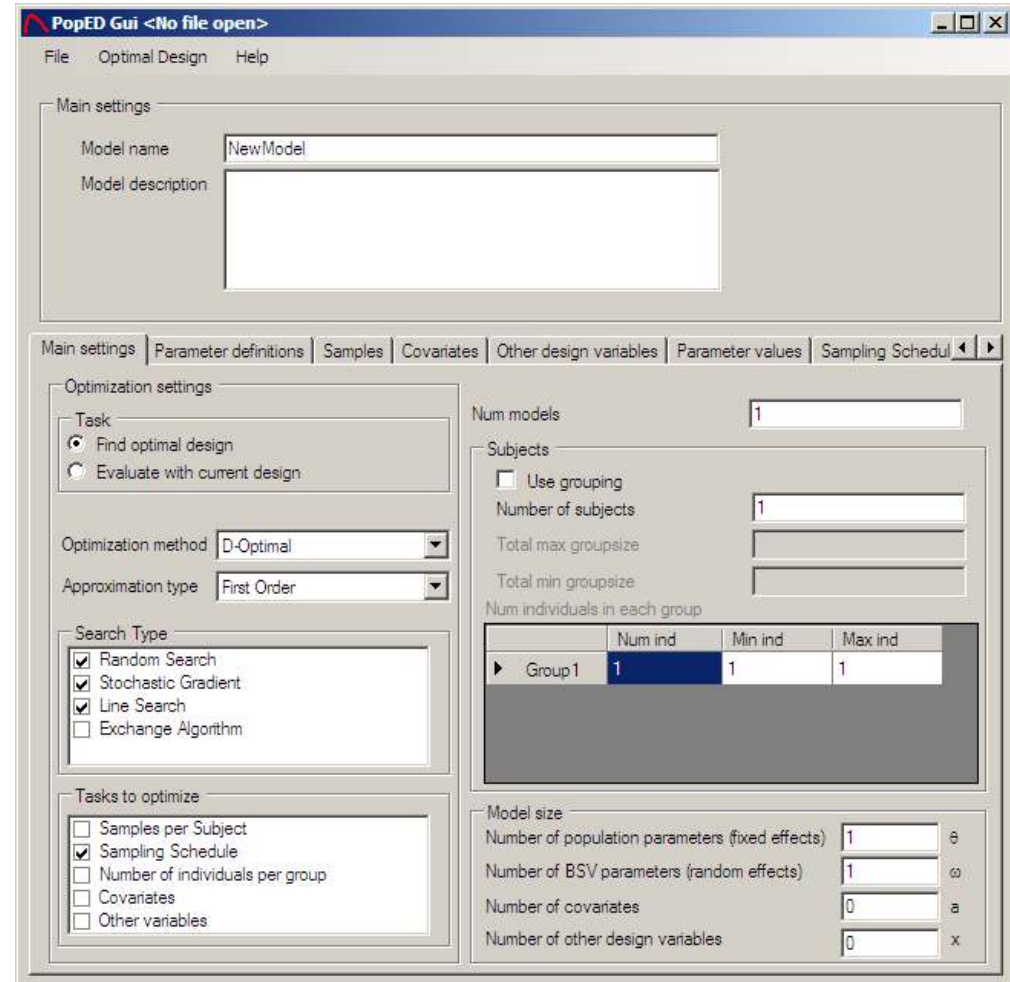 PopED Gui <No file open>
File Optimal Design Help
Main settings
Model name NewModel
Model description
Main settings Parameter definitions Samples Covariates Other design variables Parameter values Sampling Schedul
Optimization settings
Task
Find optimal design
Evaluate with current design
Optimization method D-Optimal
Approximation type First Order
Search Type
Random Search
Stochastic Gradient
Line Search
Exchange Algorithm
Tasks to optimize
Samples per Subject
Sampling Schedule
Number of individuals per group
Covariates
Other variables
Num models 1
Subjects
Use grouping
Number of subjects 1
Total max groupsize
Total min groupsize
Num individuals in each group
Num ind Min ind Max ind
Group1 1 1 1
Model size
Number of population parameters (fixed effects) 1 θ
Number of BSV parameters (random effects) 1 ω
Number of covariates 0 a
Number of other design variables 0 x